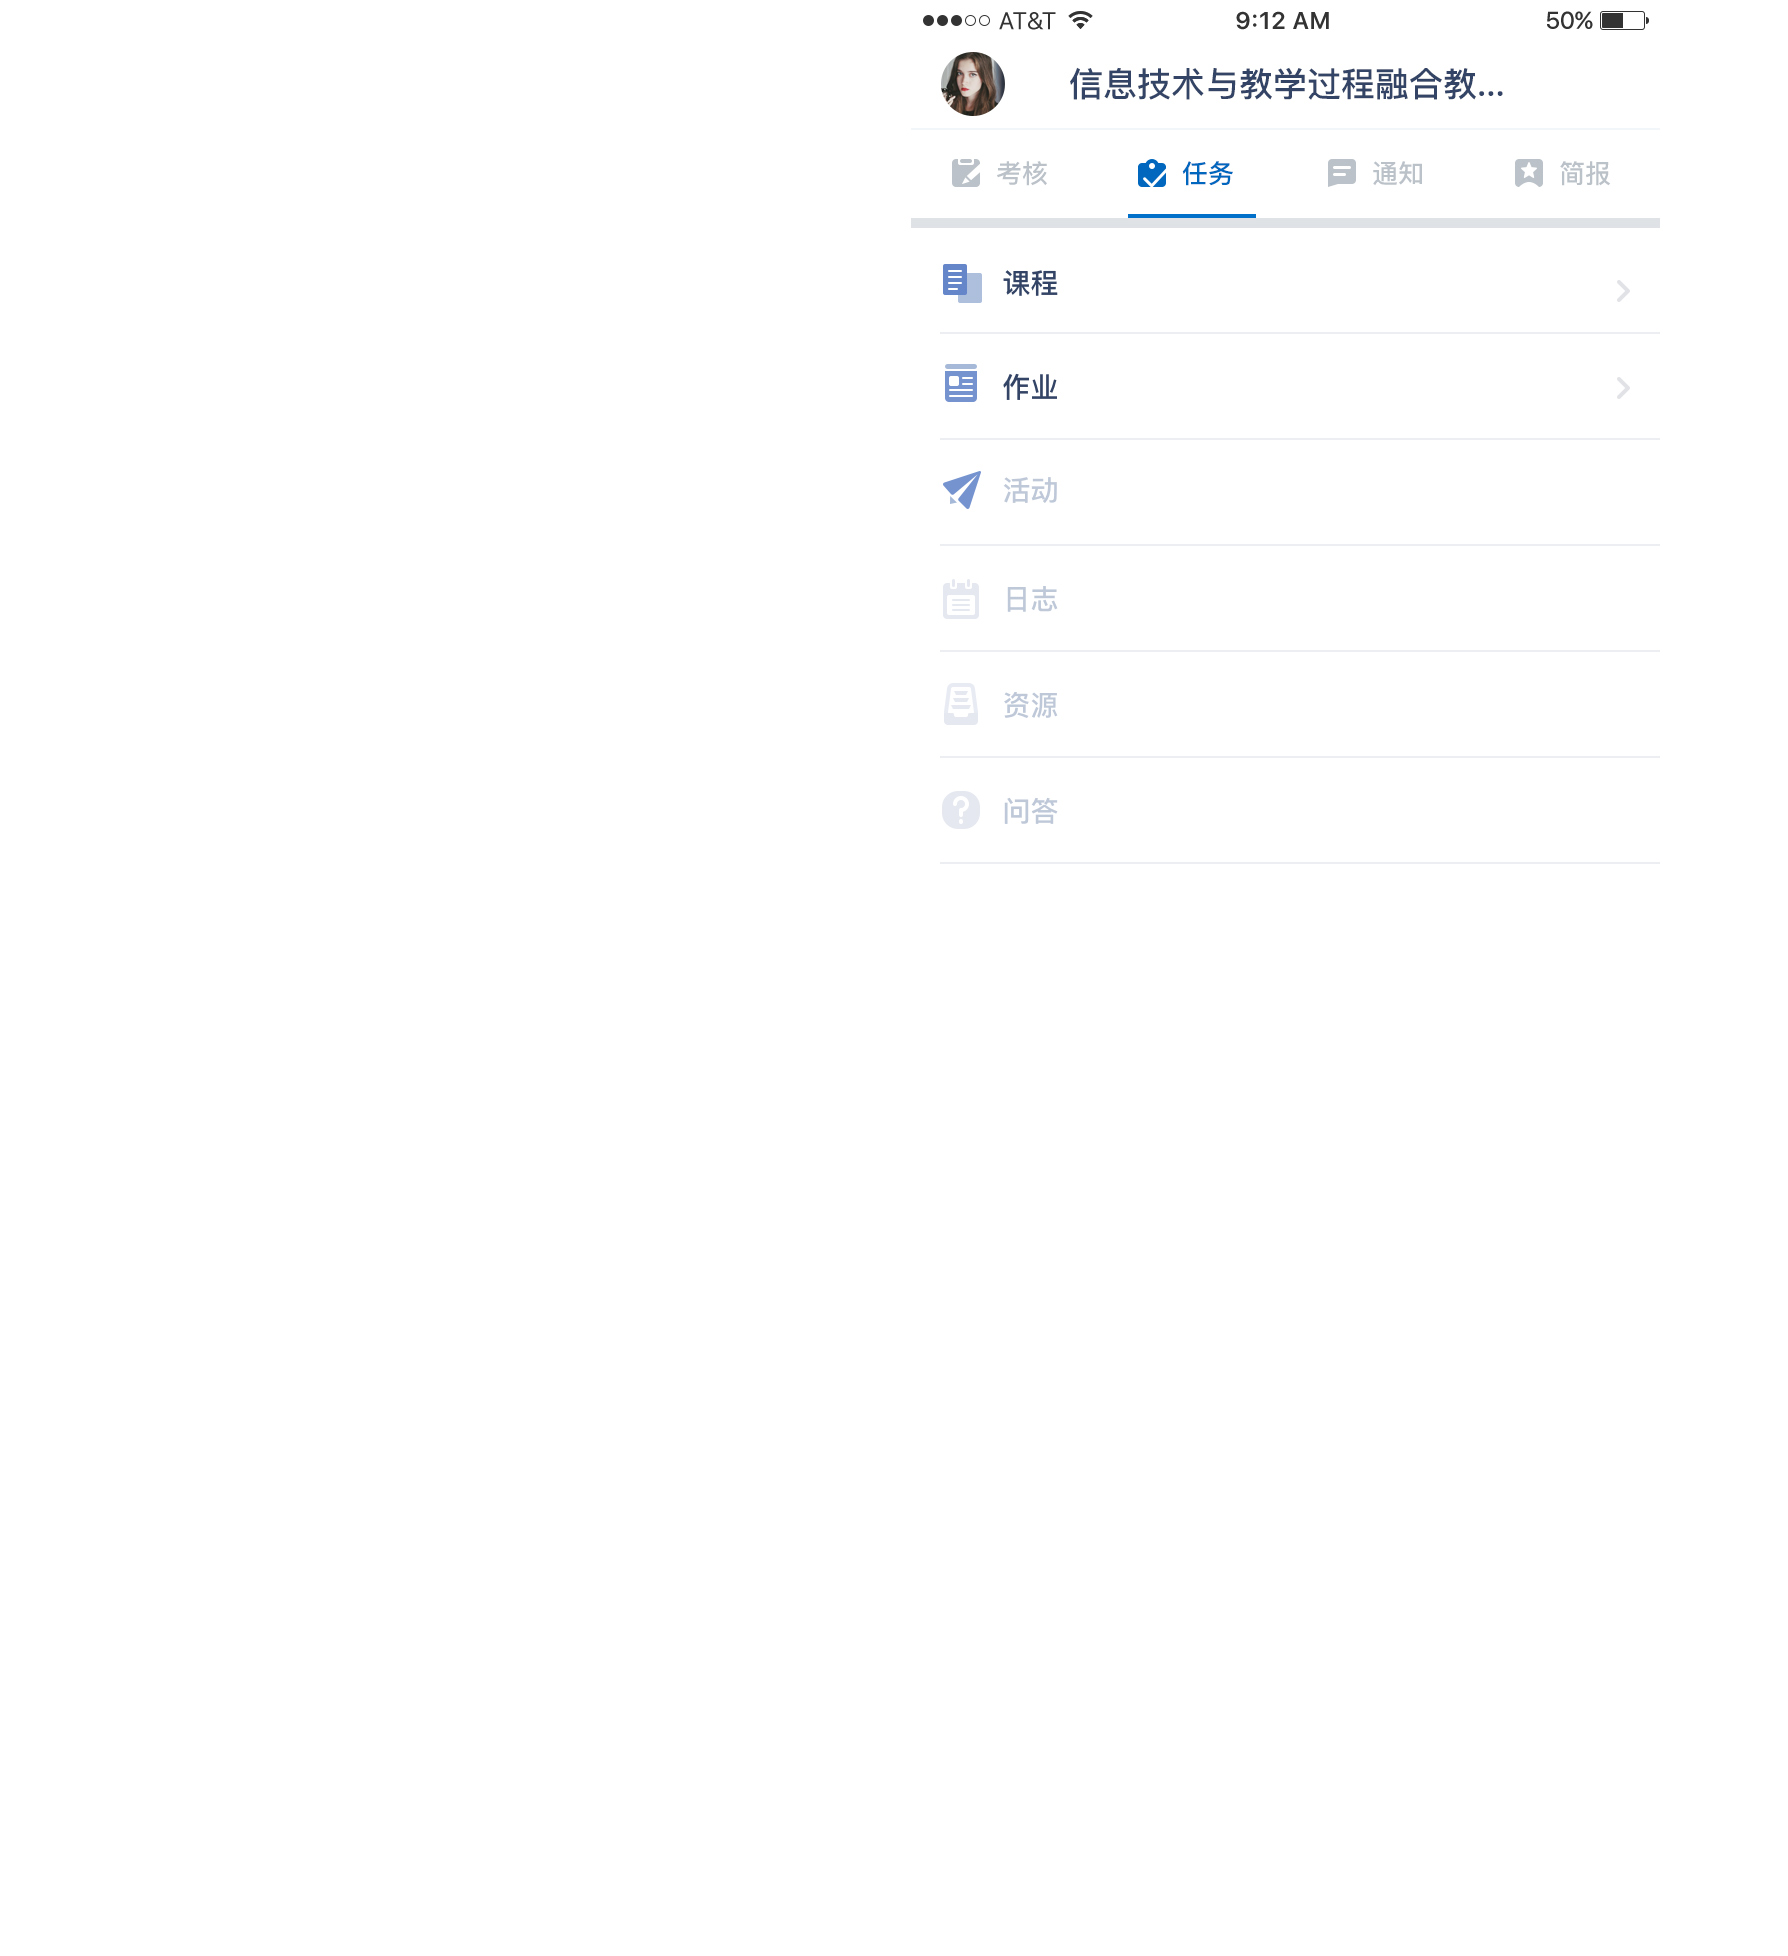 AT&T 9:12 AM 50%
信息技术与教学过程融合教...
考核 任务 通知 简报
课程
作业
活动
日志
资源
问答